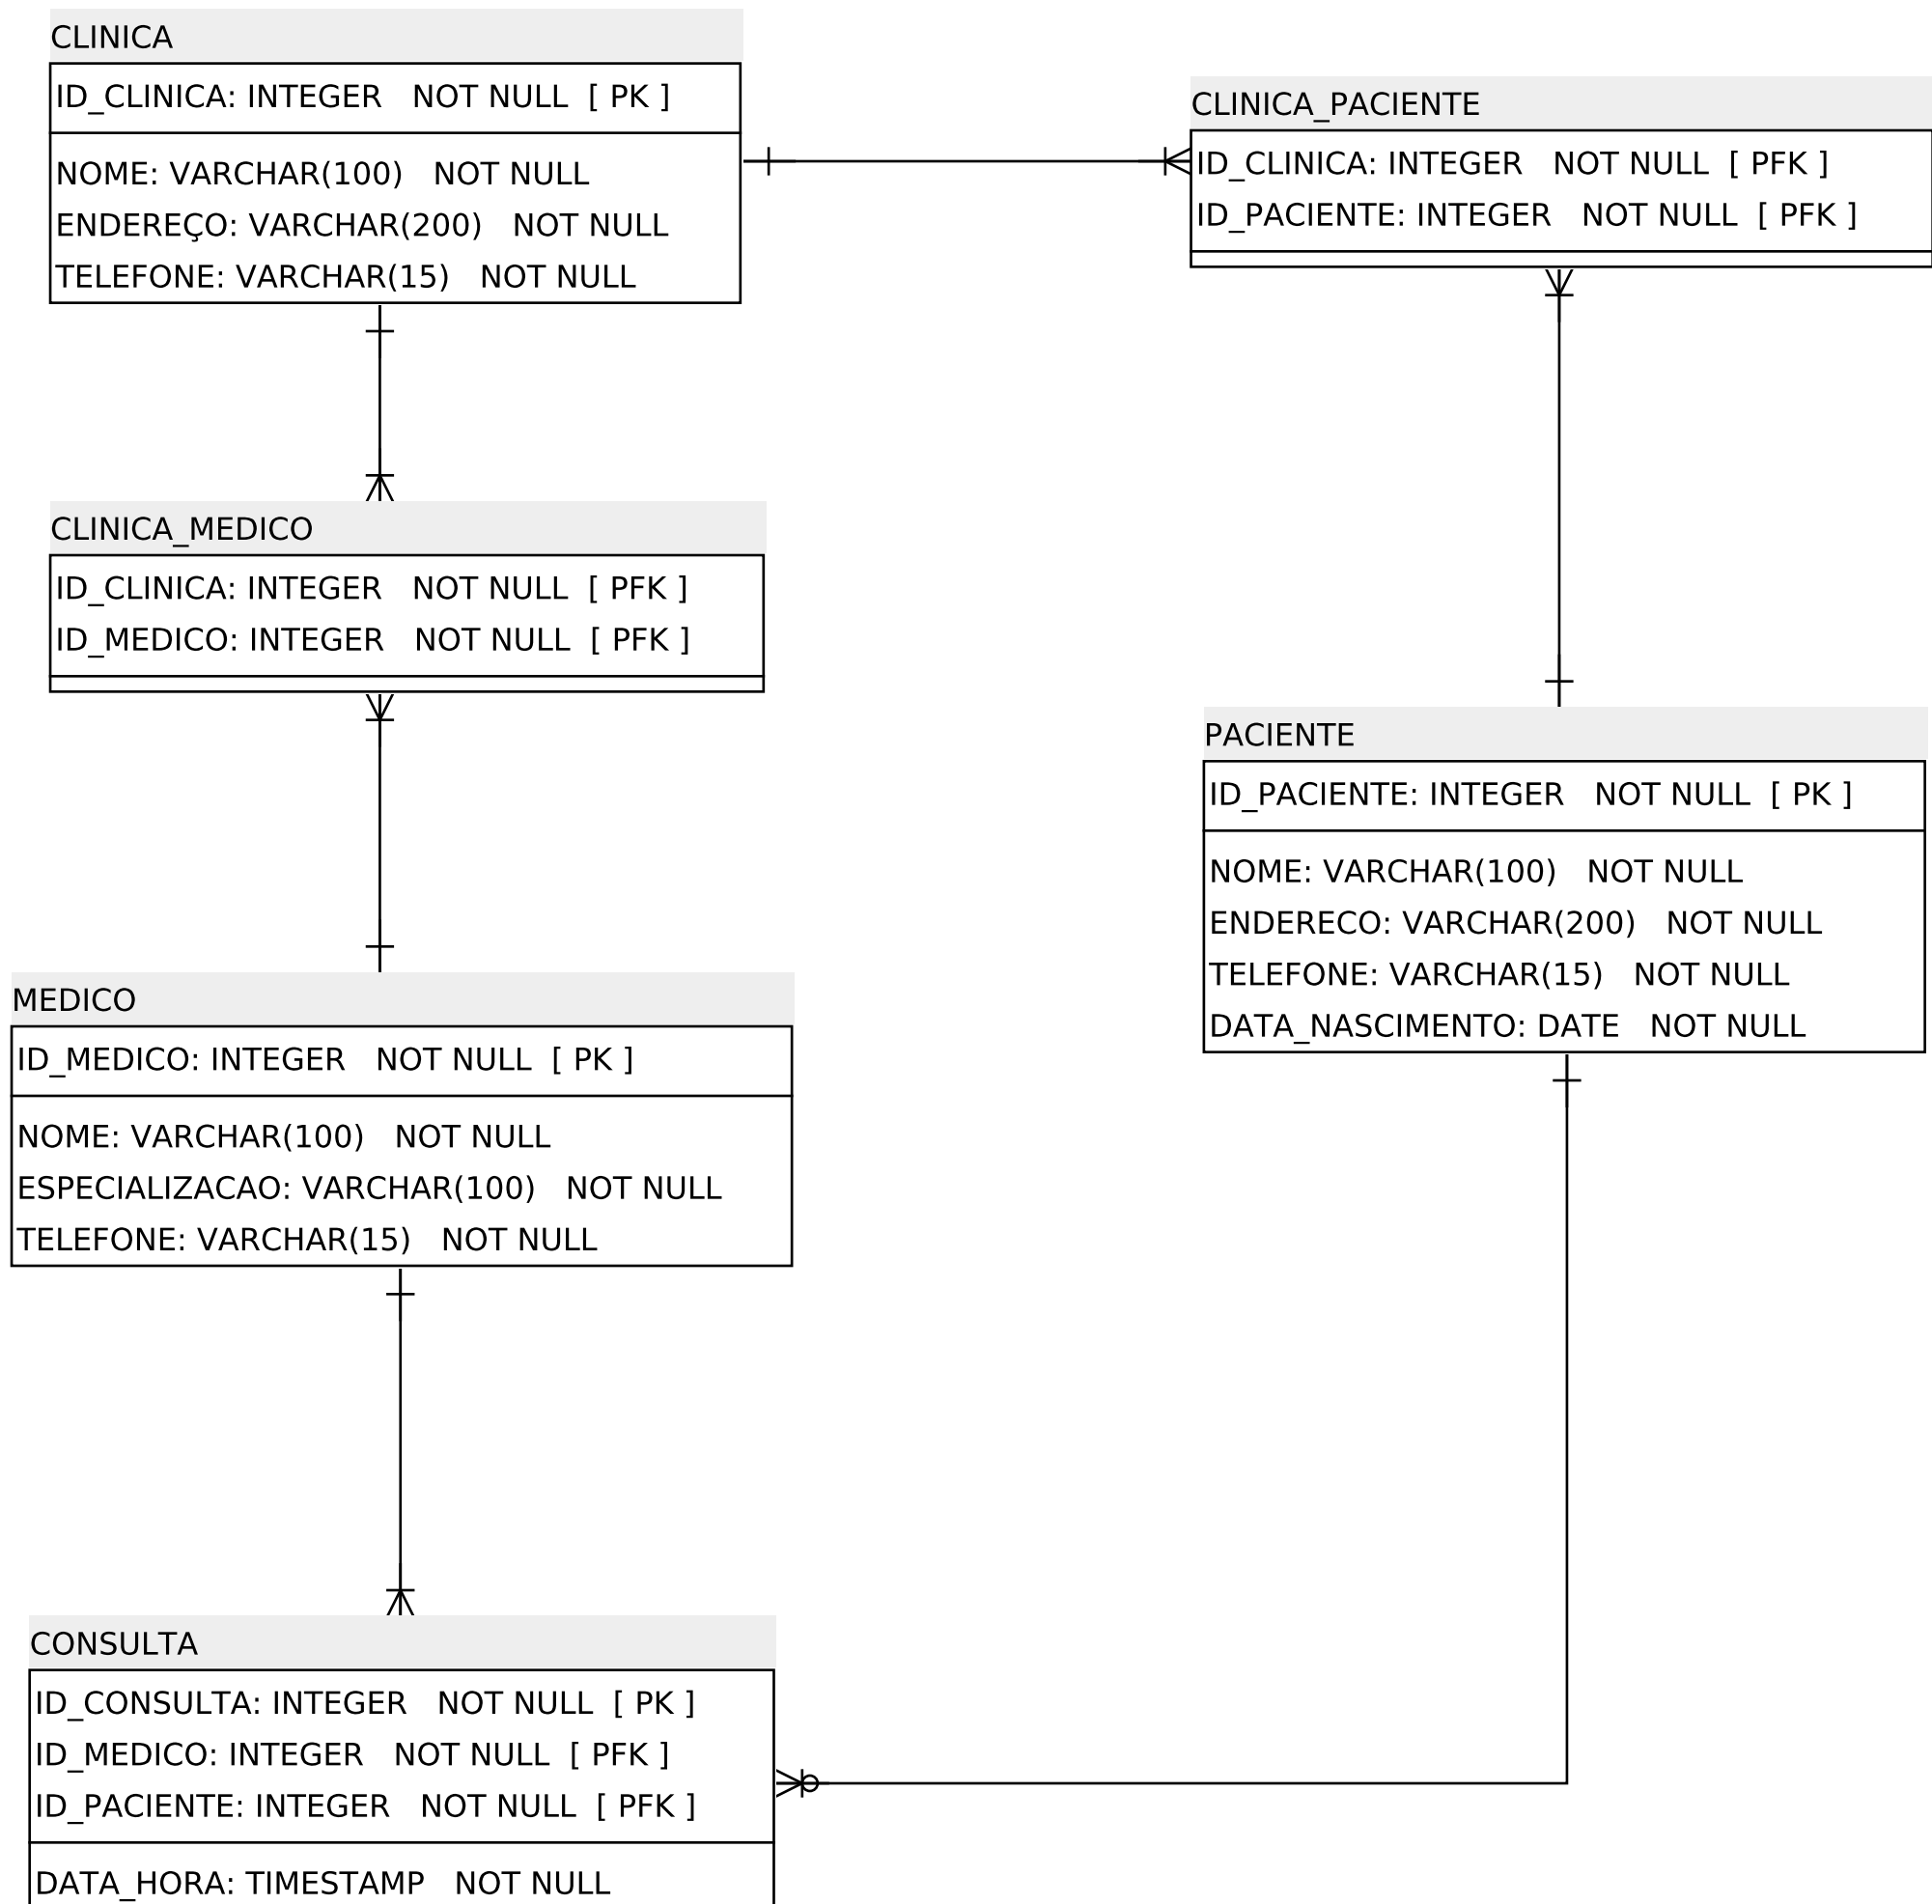 CLINICA
ID_CLINICA: INTEGER NOT NULL [ PK ]
NOME: VARCHAR(100) NOT NULL
ENDEREÇO: VARCHAR(200) NOT NULL
TELEFONE: VARCHAR(15) NOT NULL
CLINICA_PACIENTE
ID_CLINICA: INTEGER NOT NULL [ PFK ]
ID_PACIENTE: INTEGER NOT NULL [ PFK ]
CLINICA_MEDICO
ID_CLINICA: INTEGER NOT NULL [ PFK ]
ID_MEDICO: INTEGER NOT NULL [ PFK ]
PACIENTE
ID_PACIENTE: INTEGER NOT NULL [ PK ]
NOME: VARCHAR(100) NOT NULL
ENDERECO: VARCHAR(200) NOT NULL
TELEFONE: VARCHAR(15) NOT NULL
DATA_NASCIMENTO: DATE NOT NULL
MEDICO
ID_MEDICO: INTEGER NOT NULL [ PK ]
NOME: VARCHAR(100) NOT NULL
ESPECIALIZACAO: VARCHAR(100) NOT NULL
TELEFONE: VARCHAR(15) NOT NULL
CONSULTA
ID_CONSULTA: INTEGER NOT NULL [ PK ]
ID_MEDICO: INTEGER NOT NULL [ PFK ]
ID_PACIENTE: INTEGER NOT NULL [ PFK ]
DATA_HORA: TIMESTAMP NOT NULL